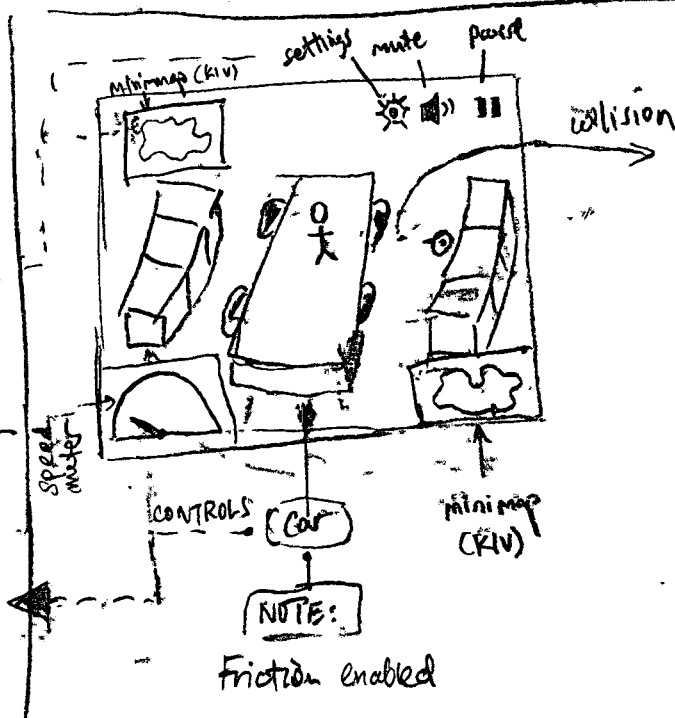 settings mute pause
minimap (KIV)
collision
speed
meter
CONTROLS
Car
minimap
(KIV)
NOTE:
Friction enabled